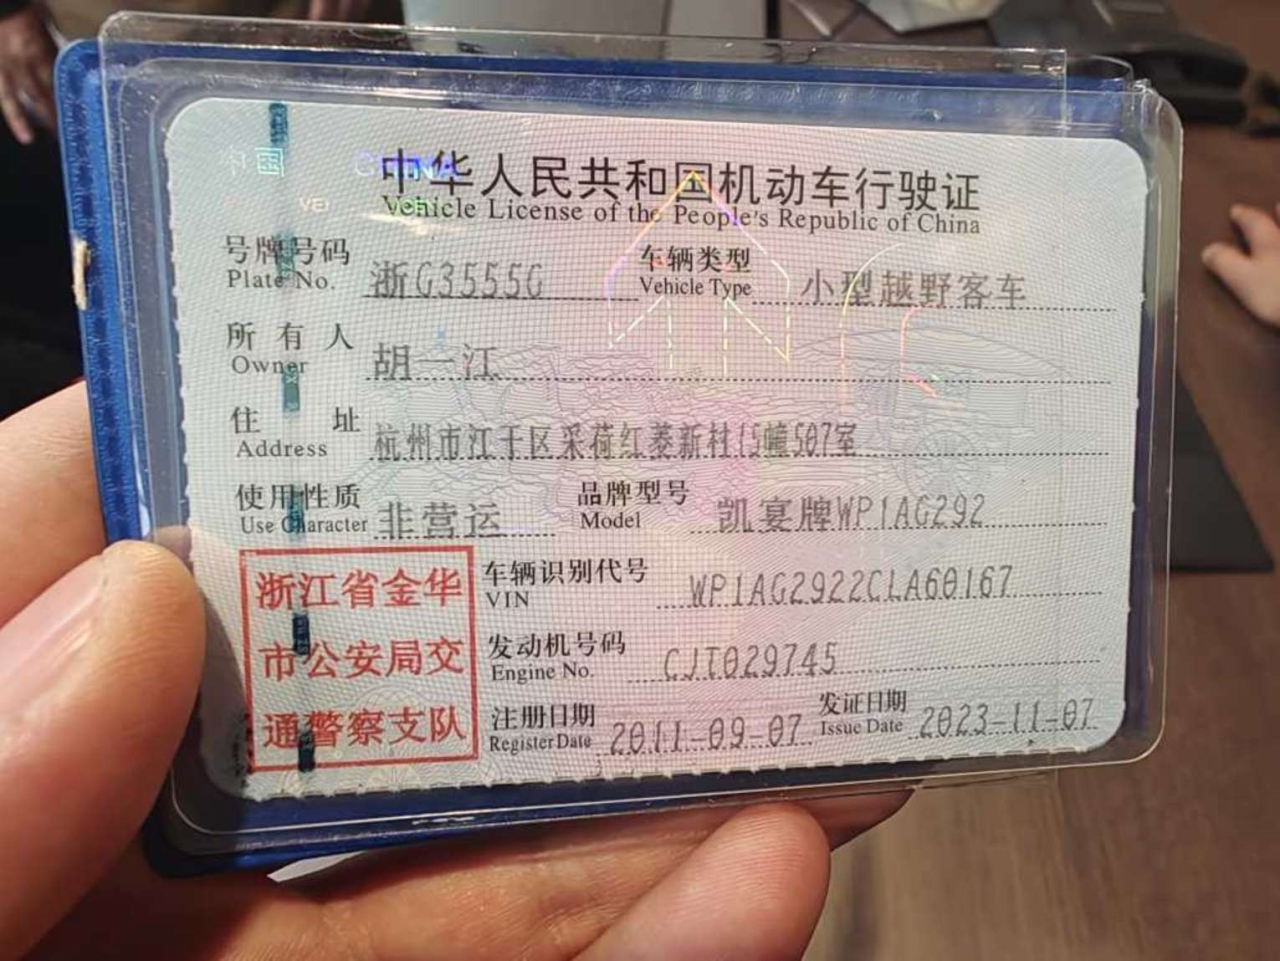 中国 CHINA
中华人民共和国机动车行驶证
Vehicle License of the People's Republic of China
号牌号码 浙G3555G 车辆类型 小型越野客车
Plate No. Vehicle Type
所有人 胡一江
Owner
住址 杭州市江干区采荷红菱新村15幢507室
Address
使用性质 非营运 品牌型号 凯宴牌WP1AG292
Use Character Model
浙江省金华
市公安局交
通警察支队
车辆识别代号 WP1AG2922CLA60167
VIN
发动机号码 CJT029745
Engine No.
注册日期 2011-09-07 发证日期 2023-11-07
Register Date Issue Date